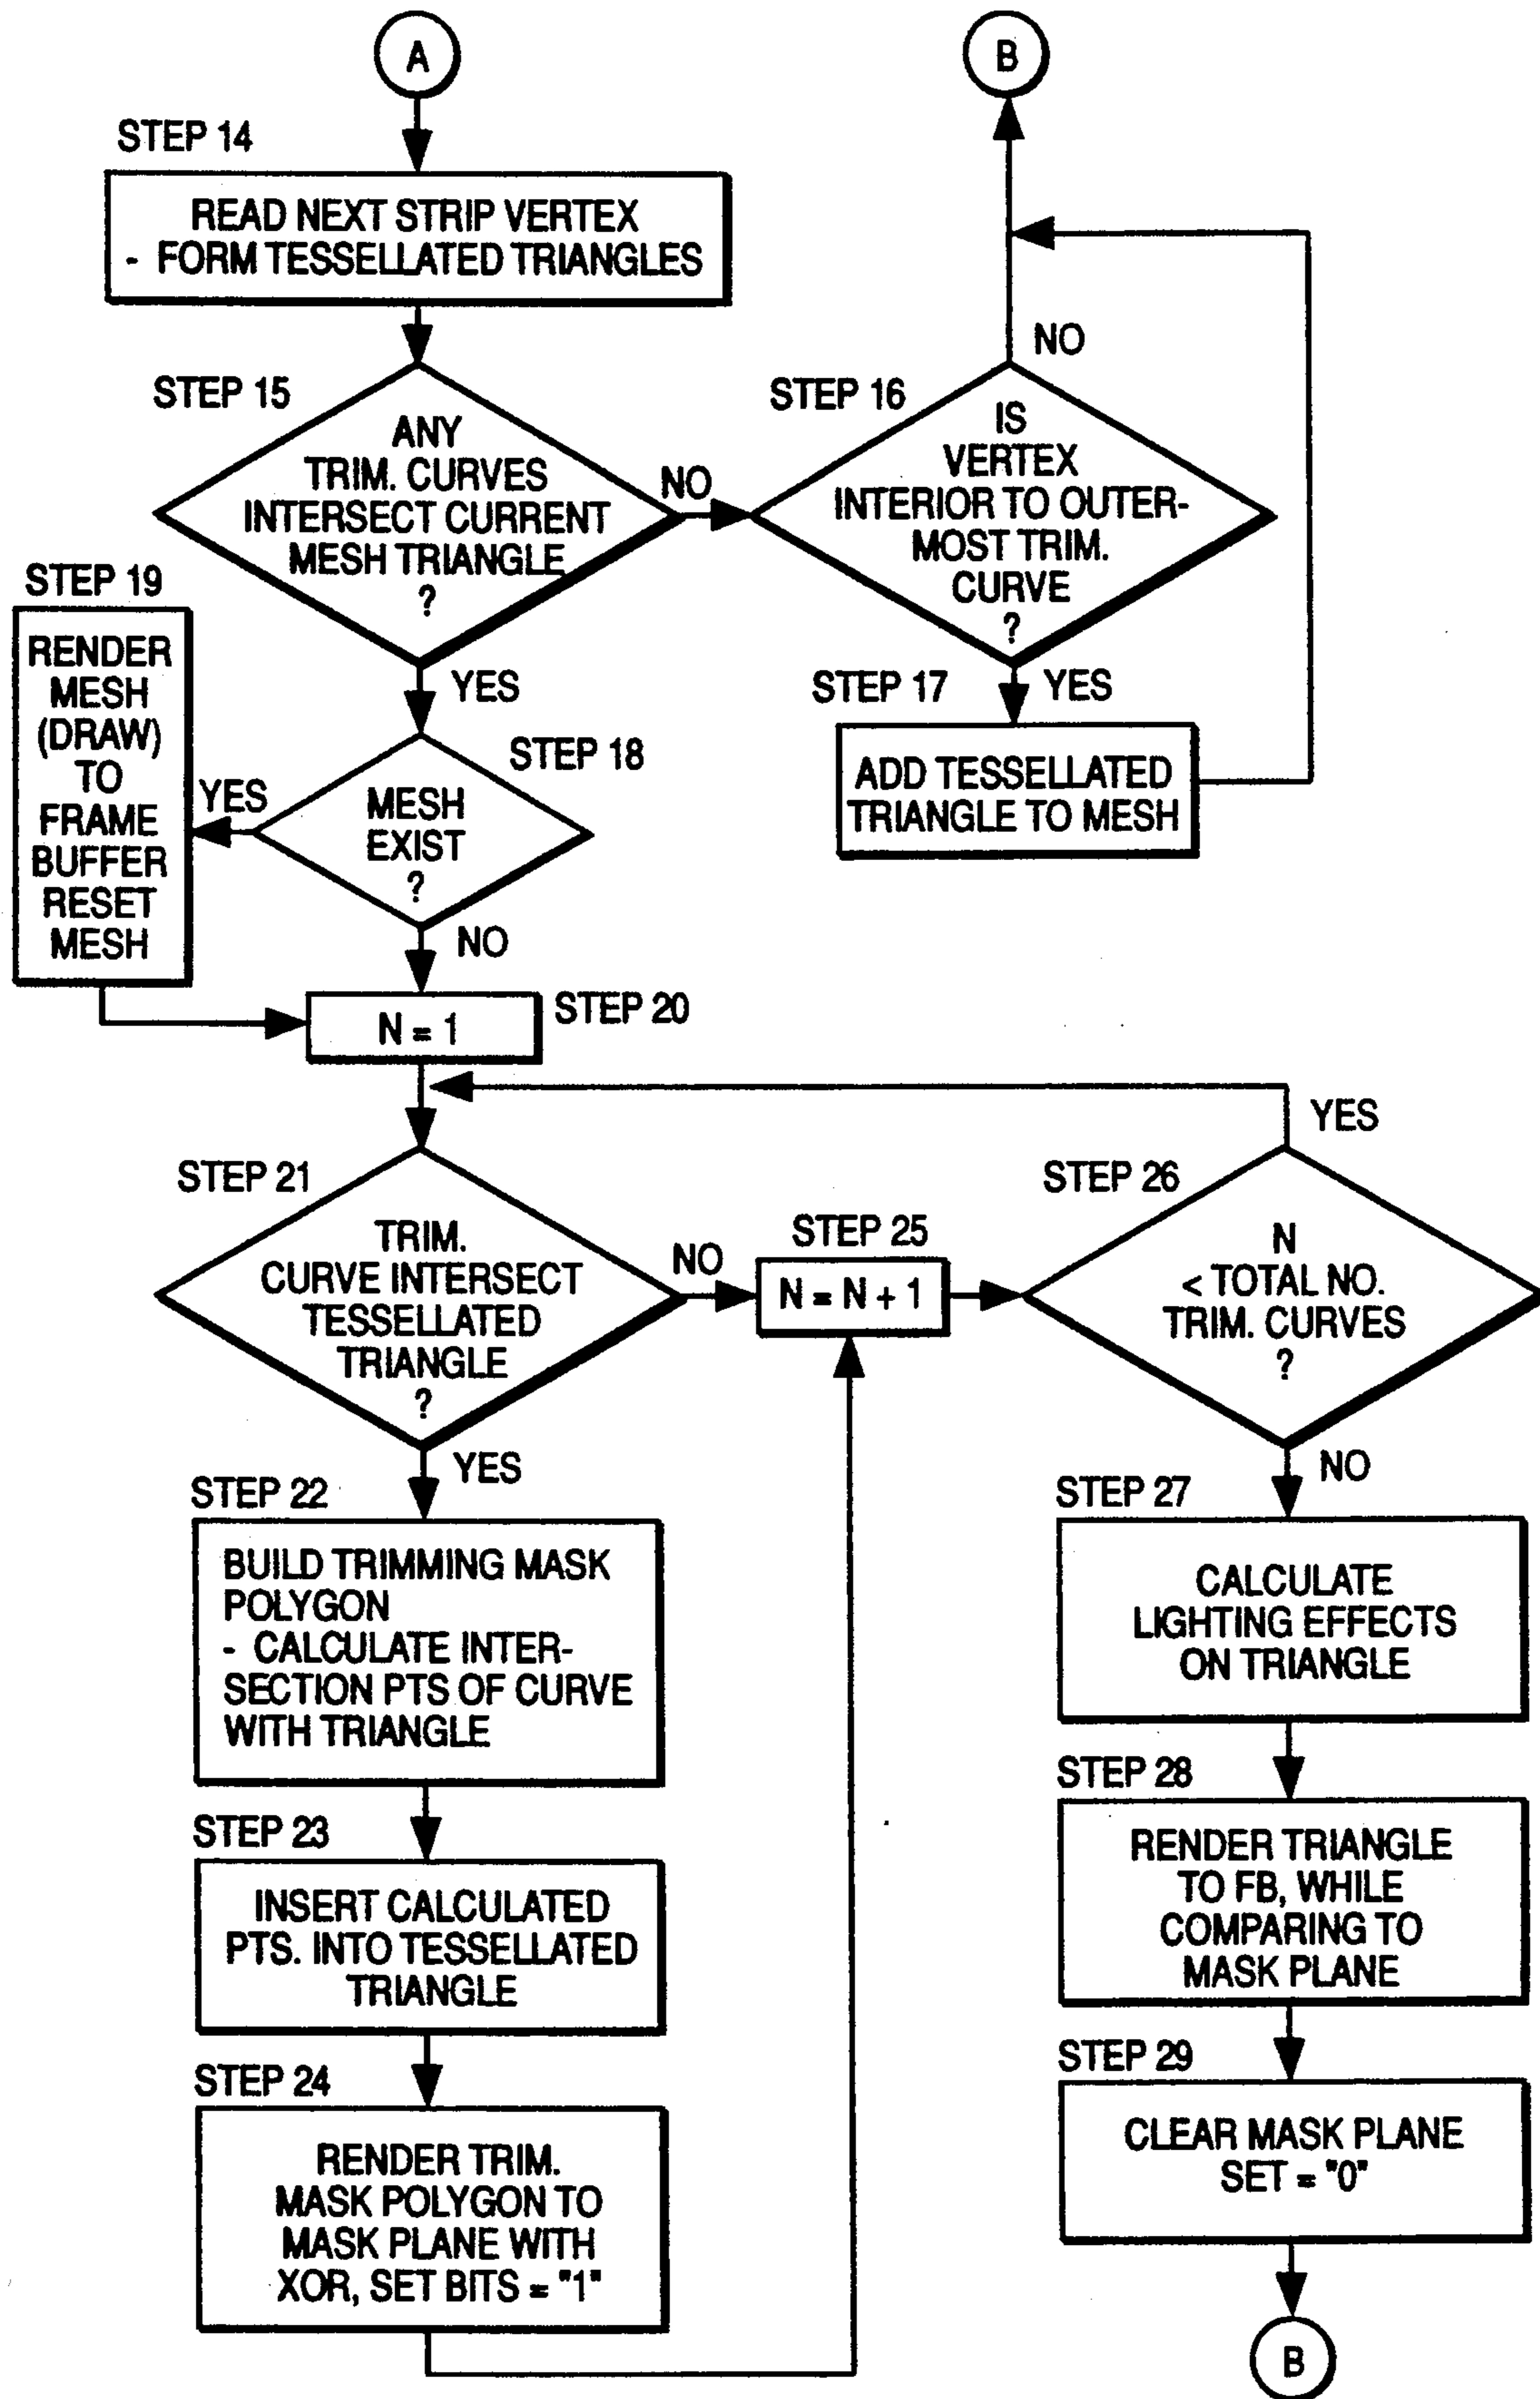 A
B
STEP 14
READ NEXT STRIP VERTEX
- FORM TESSELLATED TRIANGLES
STEP 15
ANY
TRIM. CURVES
INTERSECT CURRENT
MESH TRIANGLE
?
NO
YES
STEP 16
IS
VERTEX
INTERIOR TO OUTER-
MOST TRIM.
CURVE
?
NO
YES
STEP 17
ADD TESSELLATED
TRIANGLE TO MESH
STEP 18
MESH
EXIST
?
YES
NO
STEP 19
RENDER
MESH
(DRAW)
TO
FRAME
BUFFER
RESET
MESH
N = 1
STEP 20
STEP 21
TRIM.
CURVE INTERSECT
TESSELLATED
TRIANGLE
?
NO
YES
STEP 25
N = N + 1
STEP 26
N
< TOTAL NO.
TRIM. CURVES
?
YES
NO
STEP 22
BUILD TRIMMING MASK
POLYGON
- CALCULATE INTER-
SECTION PTS OF CURVE
WITH TRIANGLE
STEP 23
INSERT CALCULATED
PTS. INTO TESSELLATED
TRIANGLE
STEP 24
RENDER TRIM.
MASK POLYGON TO
MASK PLANE WITH
XOR, SET BITS = "1"
STEP 27
CALCULATE
LIGHTING EFFECTS
ON TRIANGLE
STEP 28
RENDER TRIANGLE
TO FB, WHILE
COMPARING TO
MASK PLANE
STEP 29
CLEAR MASK PLANE
SET = "0"
B